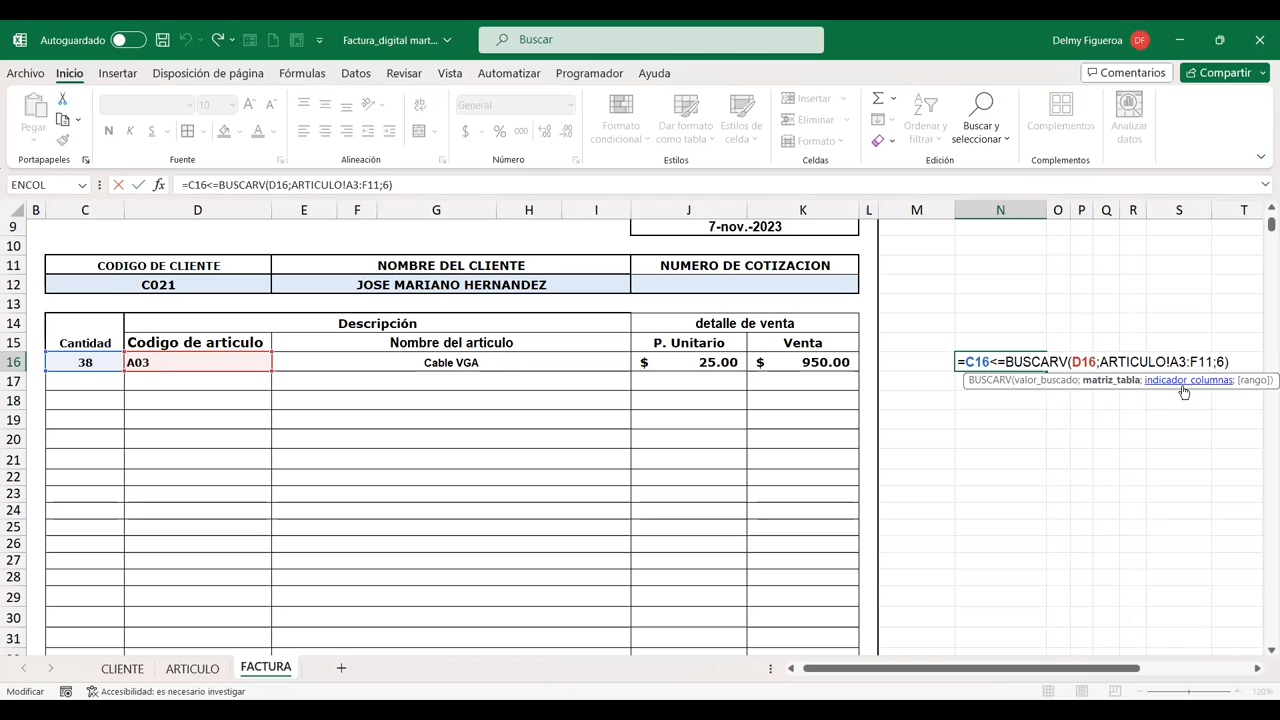 Autoguardado
Factura_digital mart...
Buscar
Delmy Figueroa
DF
Archivo Inicio Insertar Disposición de página Fórmulas Datos Revisar Vista Automatizar Programador Ayuda
Comentarios
Compartir
Pegar
Portapapeles
10
N K S
Fuente
Alineación
General
$ % 000
Número
Formato condicional
Dar formato como tabla
Estilos de celda
Estilos
Insertar
Eliminar
Formato
Celdas
Ordenar y filtrar
Buscar y seleccionar
Edición
Complementos
Complementos
Analizar datos
ENCOL
fx
=C16<=BUSCARV(D16;ARTICULO!A3:F11;6)
B C D E F G H I J K L M N O P Q R S T
9 7-nov.-2023
10
11 CODIGO DE CLIENTE NOMBRE DEL CLIENTE NUMERO DE COTIZACION
12 C021 JOSE MARIANO HERNANDEZ
13
14 Descripción detalle de venta
15 Cantidad Codigo de articulo Nombre del articulo P. Unitario Venta
16 38 A03 Cable VGA $ 25.00 $ 950.00 =C16<=BUSCARV(D16;ARTICULO!A3:F11;6)
BUSCARV(valor_buscado; matriz_tabla; indicador_columnas; [rango])
17
18
19
20
21
22
23
24
25
26
27
28
29
30
31
CLIENTE ARTICULO FACTURA
Modificar
Accesibilidad: es necesario investigar
120%